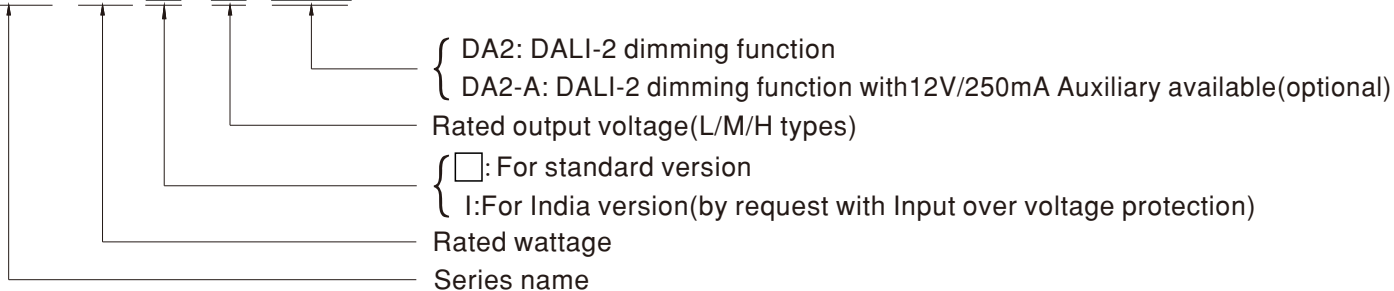 DA2: DALI-2 dimming function
DA2-A: DALI-2 dimming function with12V/250mA Auxiliary available(optional)
Rated output voltage(L/M/H types)
: For standard version
I:For India version(by request with Input over voltage protection)
Rated wattage
Series name